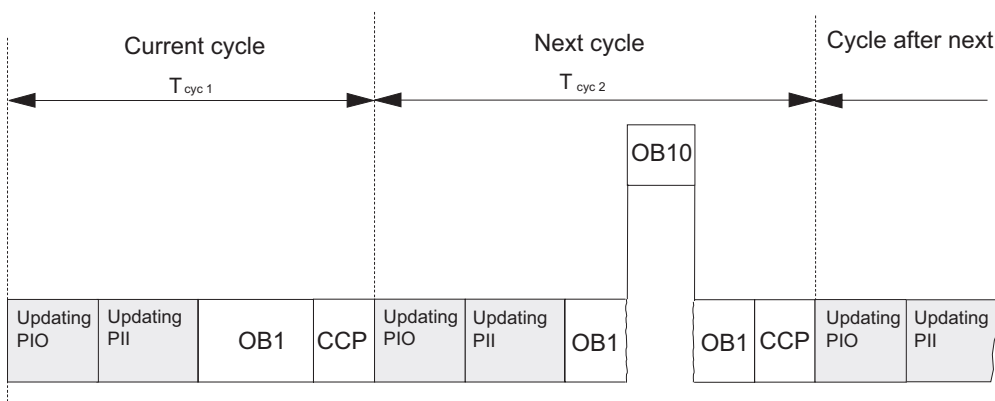 Current cycle
Next cycle
Cycle after next
T cyc 1
T cyc 2
OB10
Updating
PIO
Updating
PII
OB1
CCP
Updating
PIO
Updating
PII
OB1
OB1
CCP
Updating
PIO
Updating
PII